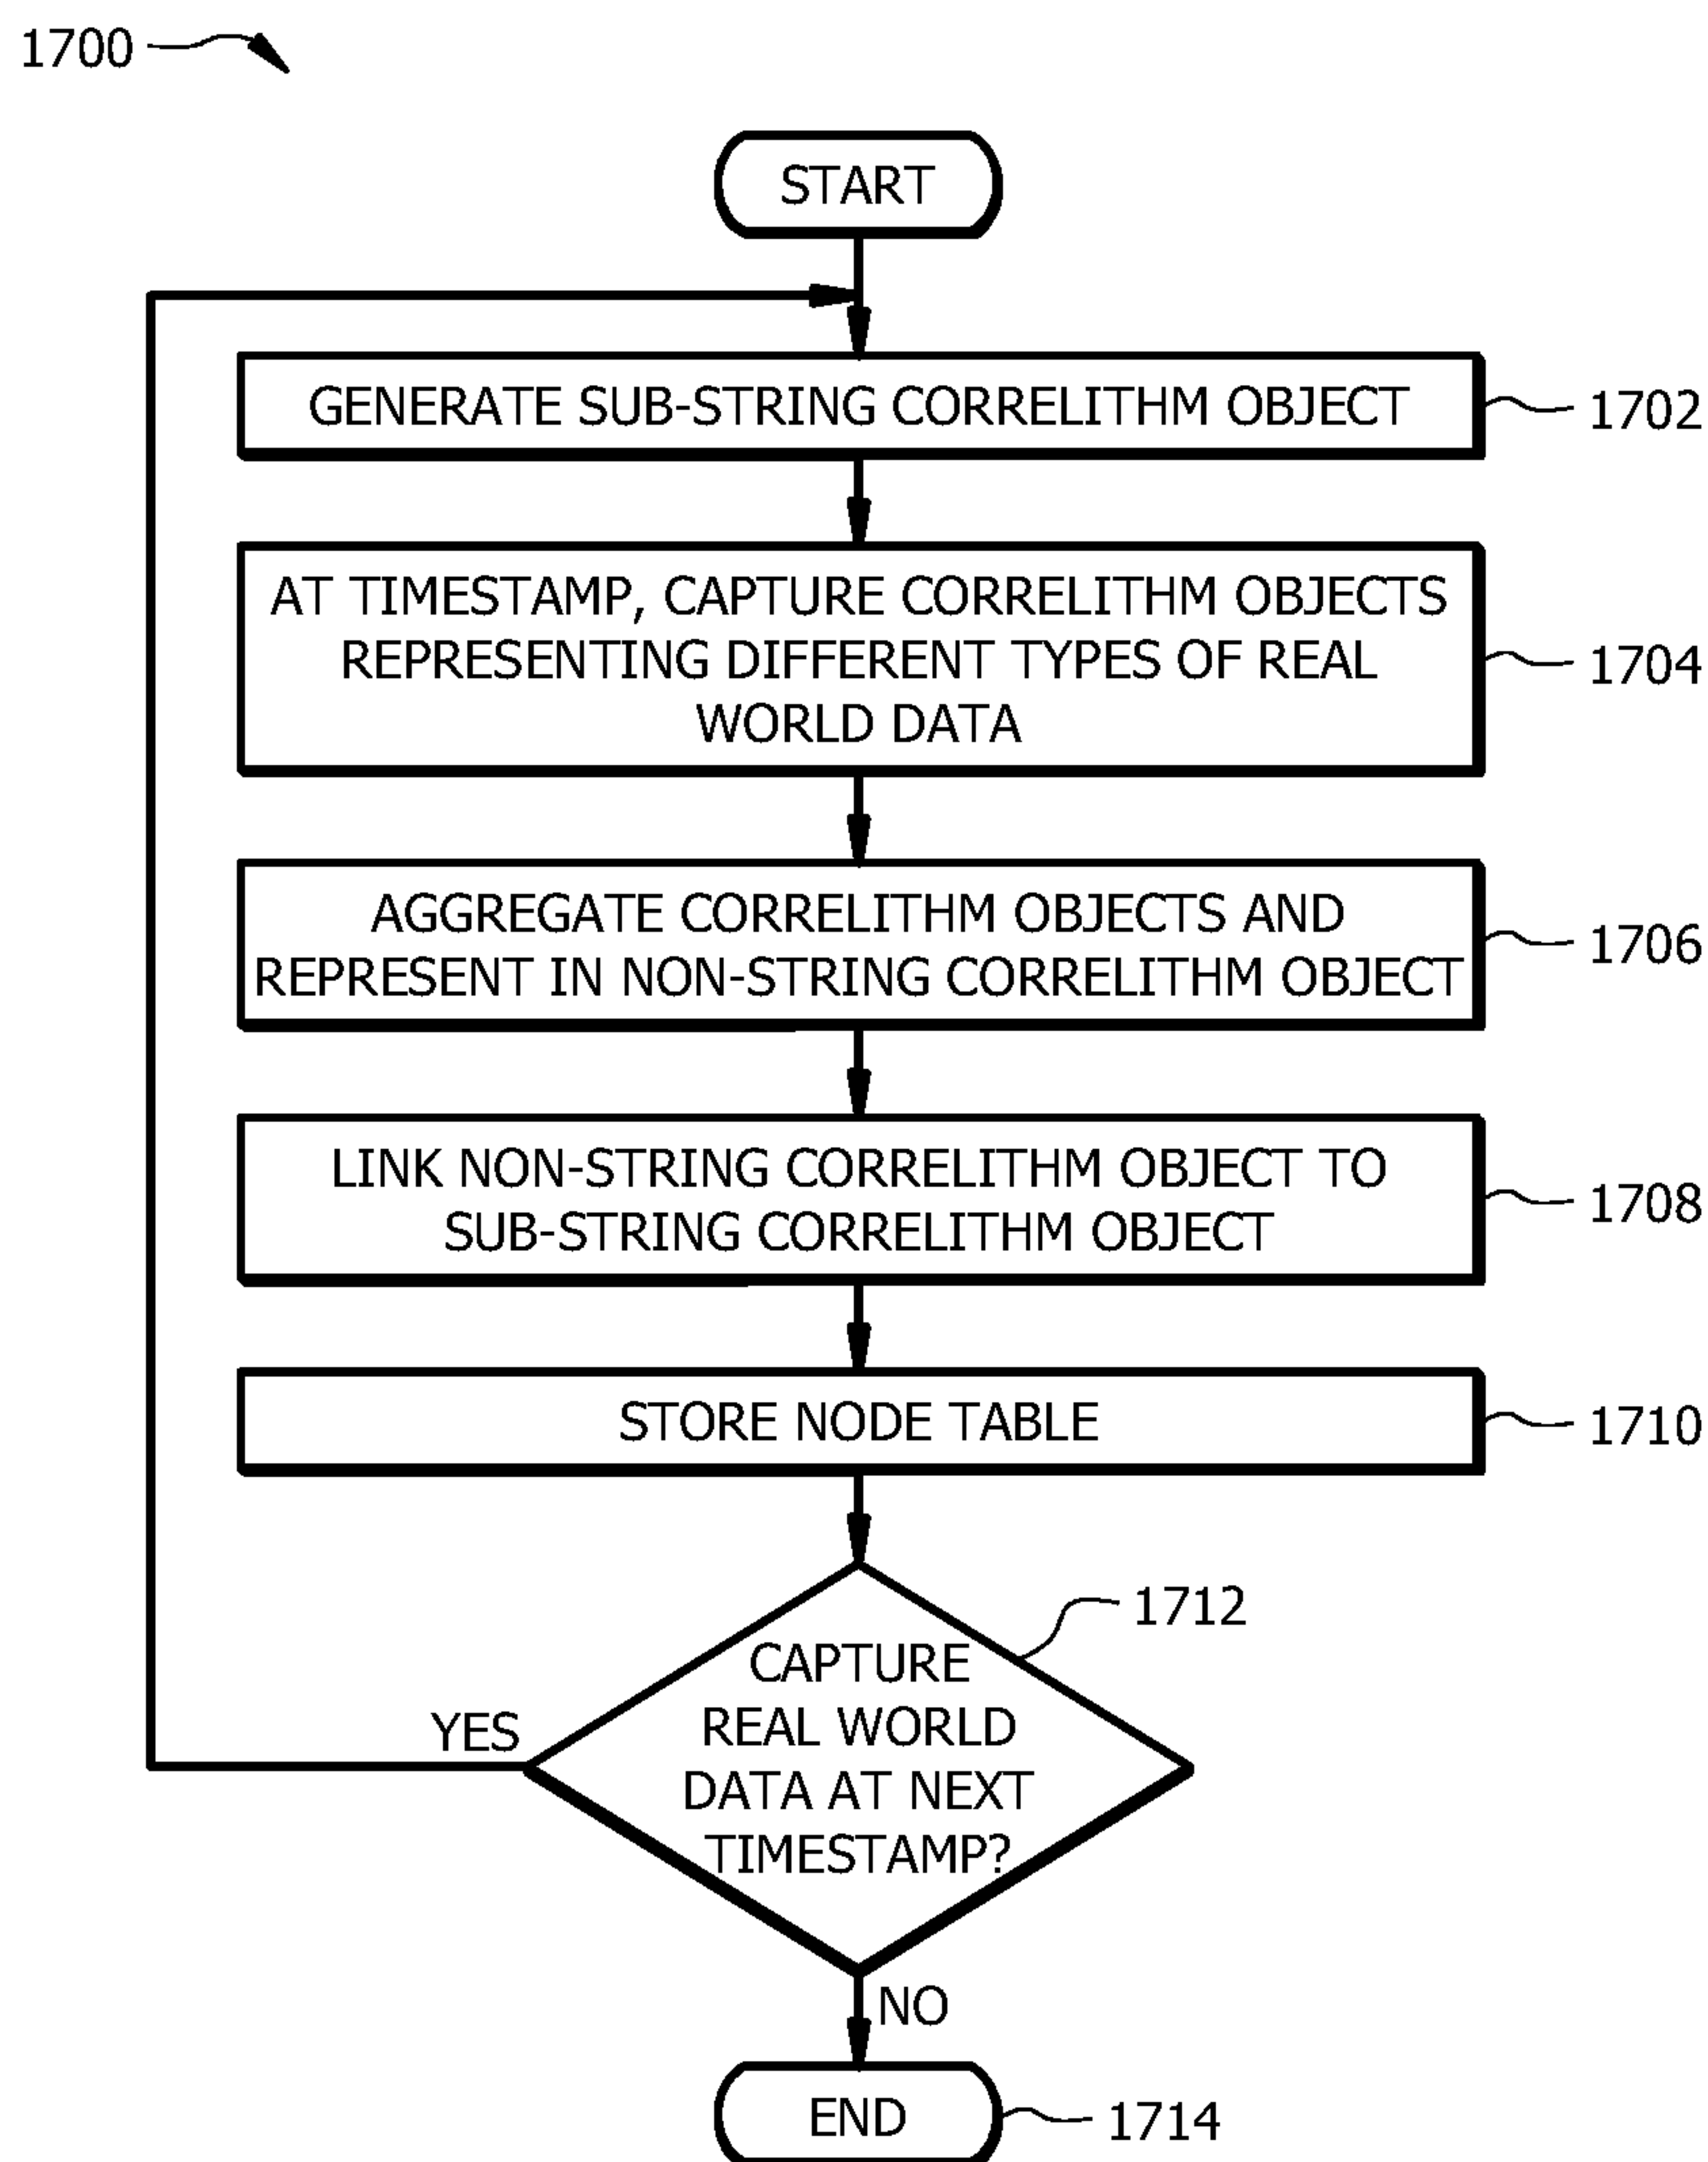 1700
START
GENERATE SUB-STRING CORRELITHM OBJECT
1702
AT TIMESTAMP, CAPTURE CORRELITHM OBJECTS
REPRESENTING DIFFERENT TYPES OF REAL
WORLD DATA
1704
AGGREGATE CORRELITHM OBJECTS AND
REPRESENT IN NON-STRING CORRELITHM OBJECT
1706
LINK NON-STRING CORRELITHM OBJECT TO
SUB-STRING CORRELITHM OBJECT
1708
STORE NODE TABLE
1710
1712
CAPTURE
REAL WORLD
DATA AT NEXT
TIMESTAMP?
YES
NO
END
1714